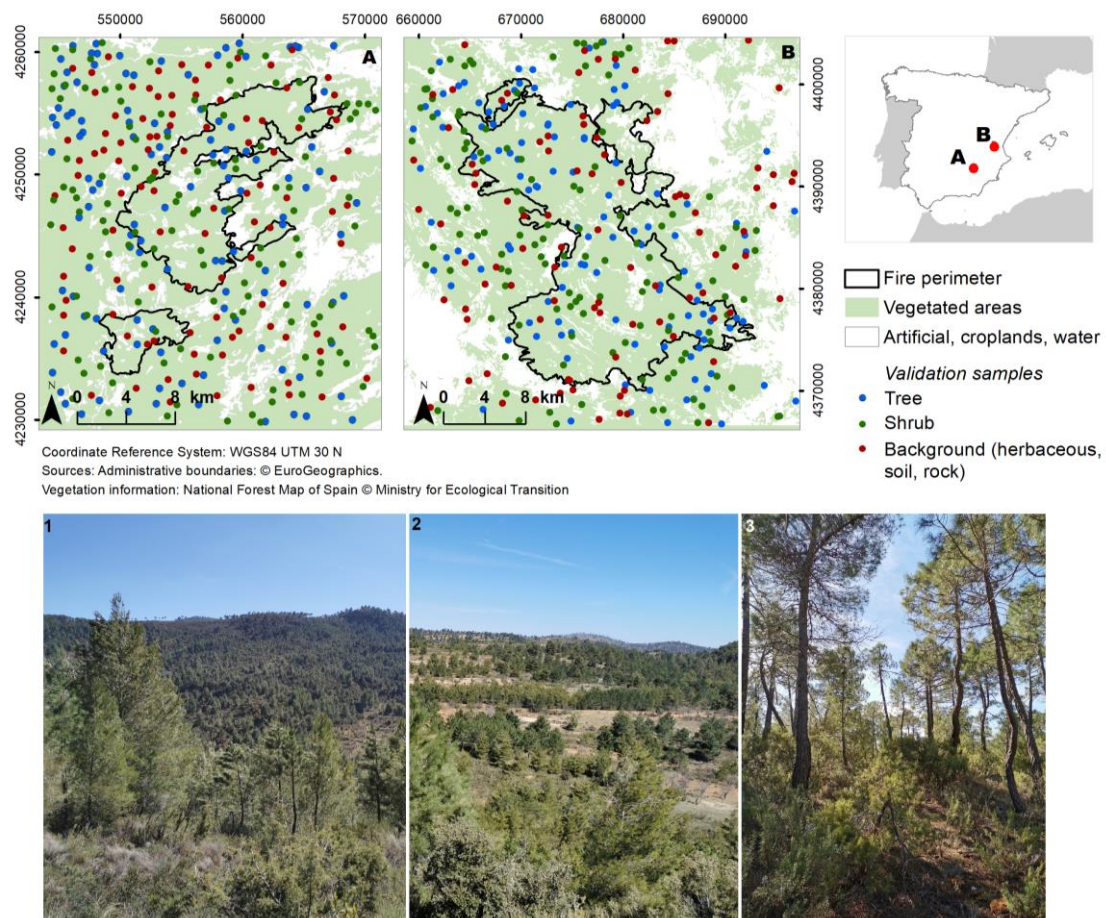 550000 560000 570000
660000 670000 680000 690000
A
B
4260000
4250000
4240000
4230000
4400000
4390000
4380000
4370000
N
0 4 8 km
N
0 4 8 km
B
A
Fire perimeter
Vegetated areas
Artificial, croplands, water
Validation samples
Tree
Shrub
Background (herbaceous,
soil, rock)
Coordinate Reference System: WGS84 UTM 30 N
Sources: Administrative boundaries: © EuroGeographics.
Vegetation information: National Forest Map of Spain © Ministry for Ecological Transition
1
2
3